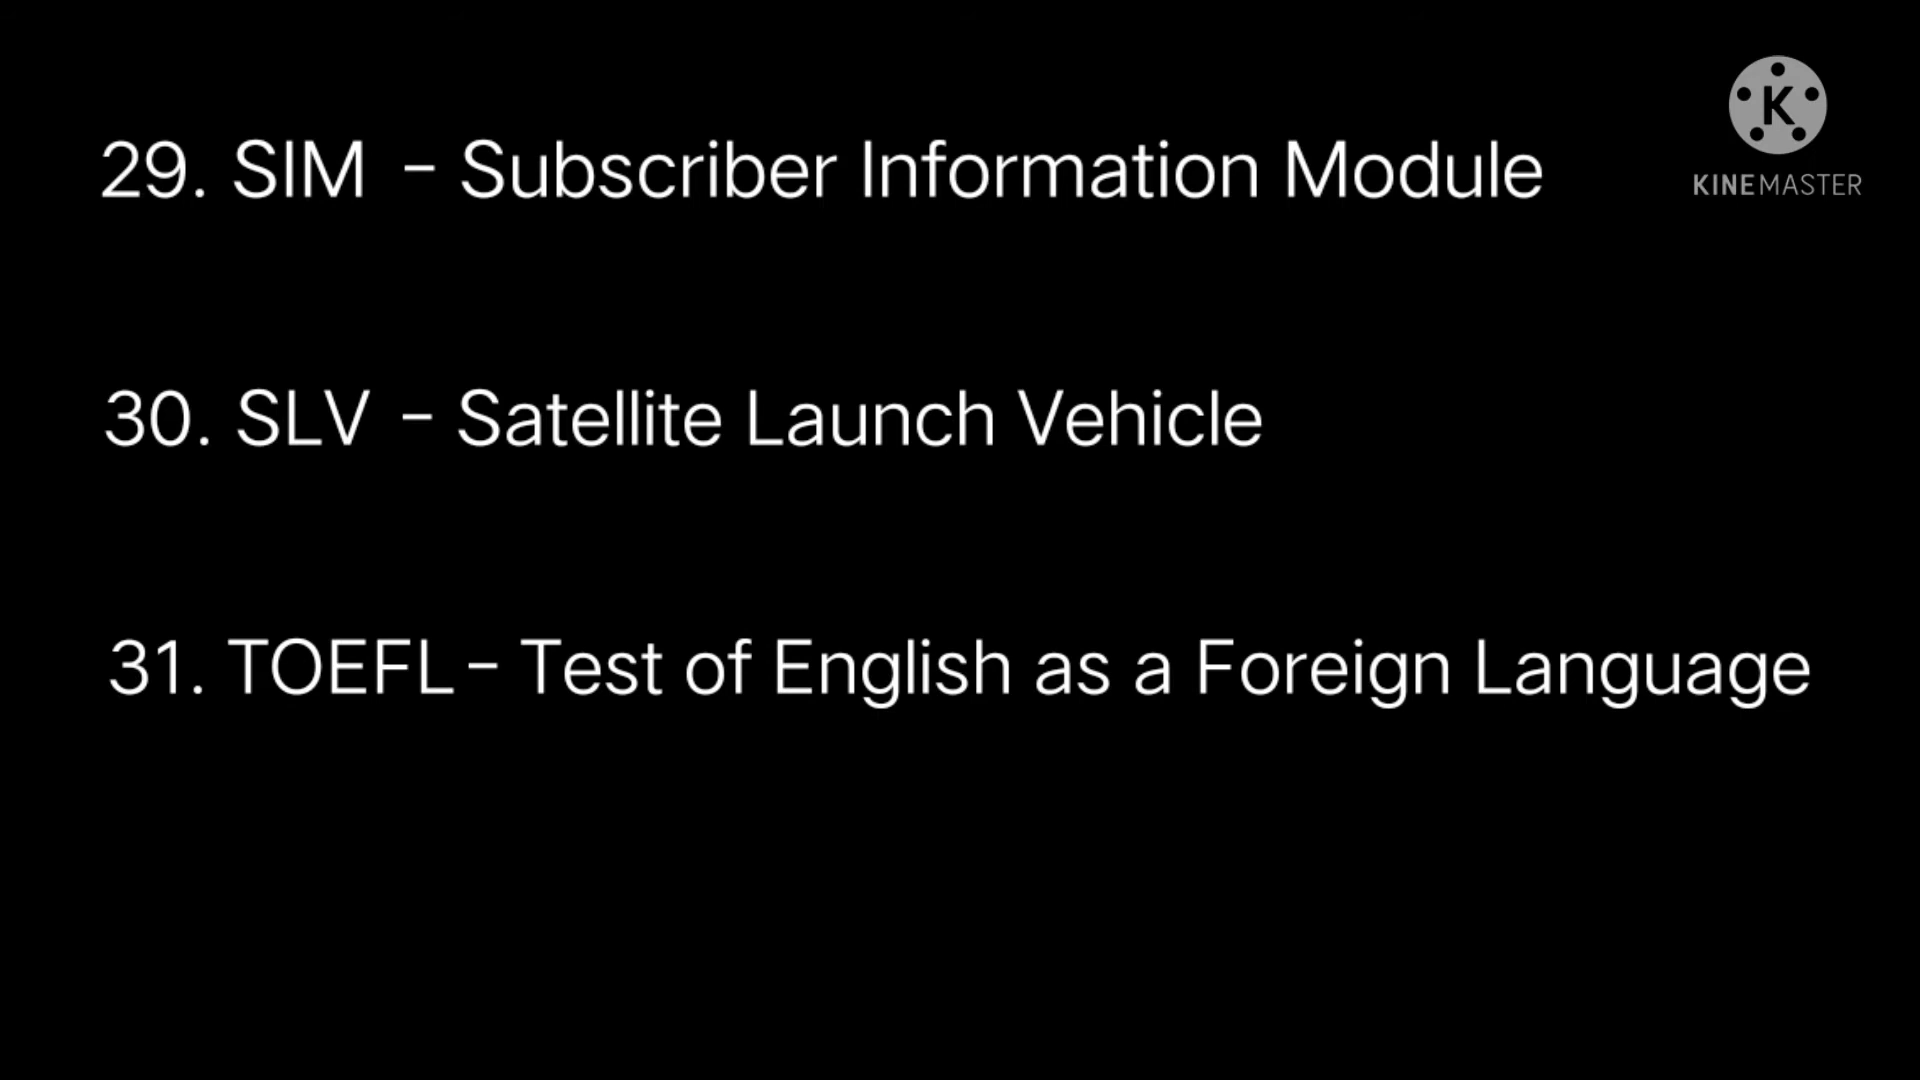 29. SIM - Subscriber Information Module
K
KINEMASTER
30. SLV - Satellite Launch Vehicle
31. TOEFL - Test of English as a Foreign Language